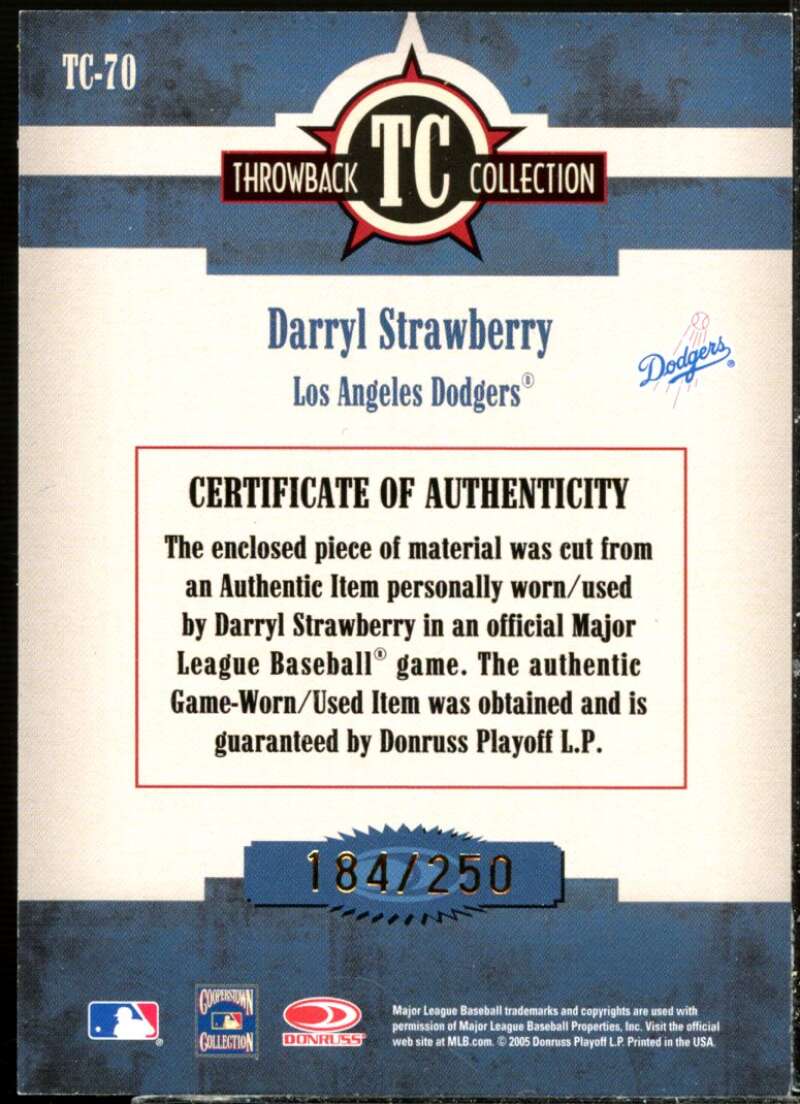 TC-70
THROWBACK TC COLLECTION
Darryl Strawberry
Los Angeles Dodgers®
Dodgers®
CERTIFICATE OF AUTHENTICITY
The enclosed piece of material was cut from
an Authentic Item personally worn/used
by Darryl Strawberry in an official Major
League Baseball® game. The authentic
Game-Worn/Used Item was obtained and is
guaranteed by Donruss Playoff L.P.
184/250
COOPERSTOWN
COLLECTION
DONRUSS®
Major League Baseball trademarks and copyrights are used with
permission of Major League Baseball Properties, Inc. Visit the official
web site at MLB.com. © 2005 Donruss Playoff L.P. Printed in the USA.